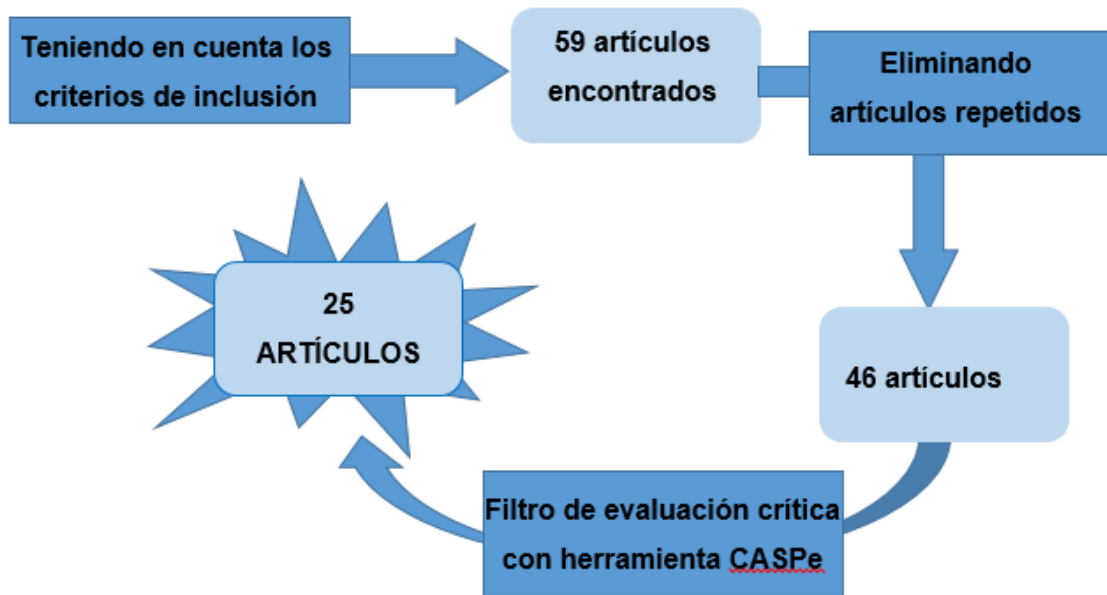 Teniendo en cuenta los
criterios de inclusión
59 artículos
encontrados
Eliminando
artículos repetidos
46 artículos
Filtro de evaluación crítica
con herramienta CASPe
25
ARTÍCULOS